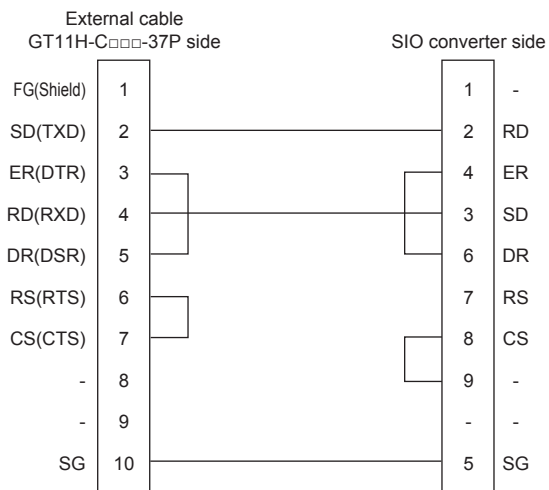 External cable
GT11H-C□□□-37P side SIO converter side
FG(Shield) 1 1 -
SD(TXD) 2 2 RD
ER(DTR) 3 4 ER
RD(RXD) 4 3 SD
DR(DSR) 5 6 DR
RS(RTS) 6 7 RS
CS(CTS) 7 8 CS
- 8 9 -
- 9 - -
SG 10 5 SG